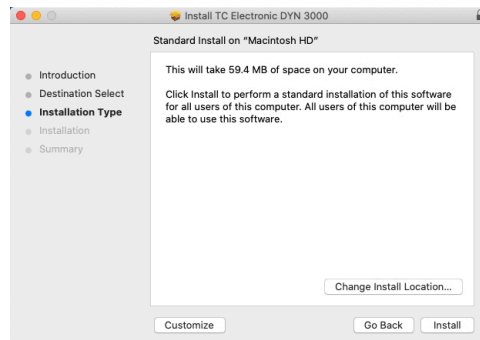 Install TC Electronic DYN 3000
Standard Install on “Macintosh HD”
Introduction
Destination Select
Installation Type
Installation
Summary
This will take 59.4 MB of space on your computer.
Click Install to perform a standard installation of this software
for all users of this computer. All users of this computer will be
able to use this software.
Change Install Location...
Customize
Go Back
Install